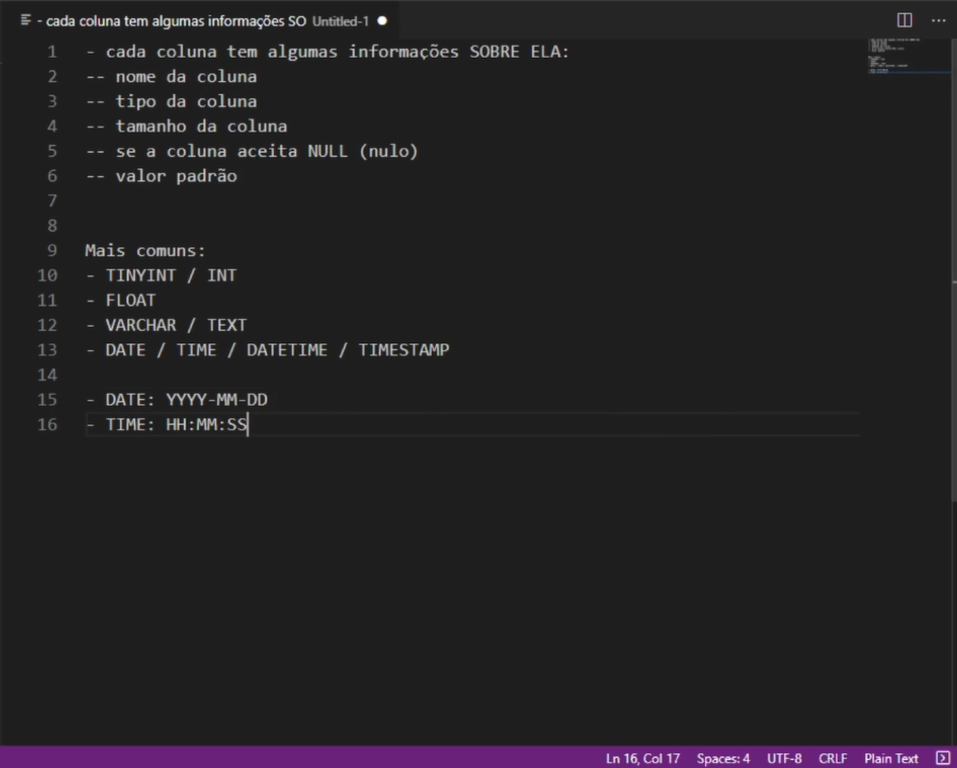 - cada coluna tem algumas informações SO Untitled-1
1 - cada coluna tem algumas informações SOBRE ELA:
2 -- nome da coluna
3 -- tipo da coluna
4 -- tamanho da coluna
5 -- se a coluna aceita NULL (nulo)
6 -- valor padrão
7
8
9 Mais comuns:
10 - TINYINT / INT
11 - FLOAT
12 - VARCHAR / TEXT
13 - DATE / TIME / DATETIME / TIMESTAMP
14
15 - DATE: YYYY-MM-DD
16 - TIME: HH:MM:SS
Ln 16, Col 17 Spaces: 4 UTF-8 CRLF Plain Text